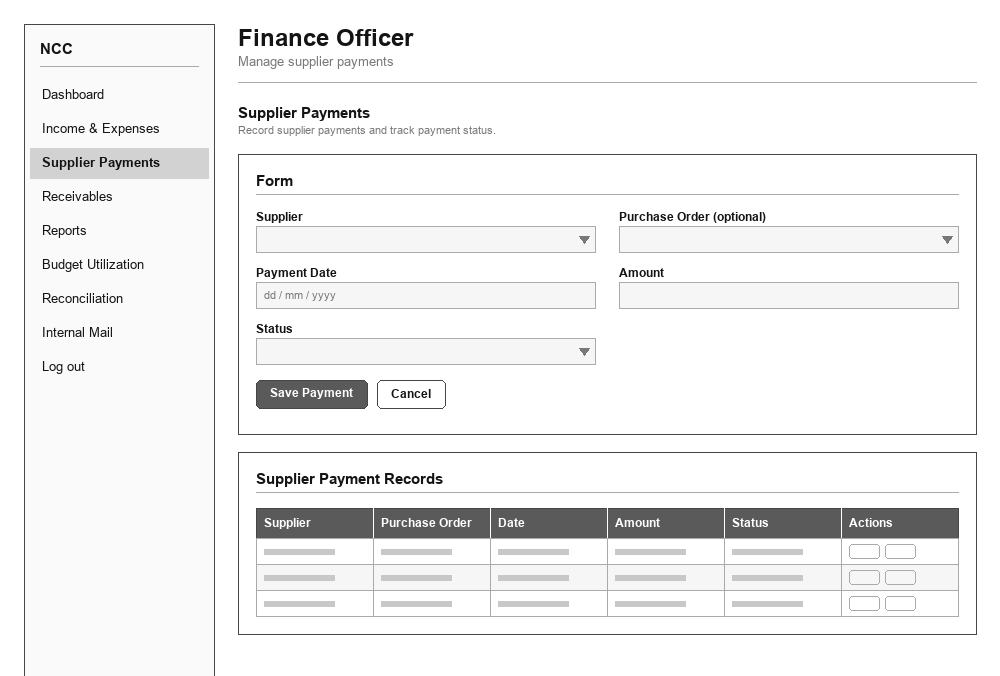 NCC
Dashboard
Income & Expenses
Supplier Payments
Receivables
Reports
Budget Utilization
Reconciliation
Internal Mail
Log out
Finance Officer
Manage supplier payments
Supplier Payments
Record supplier payments and track payment status.
Form
Supplier
Purchase Order (optional)
Payment Date
Amount
dd / mm / yyyy
Status
Save Payment
Cancel
Supplier Payment Records
Supplier Purchase Order Date Amount Status Actions